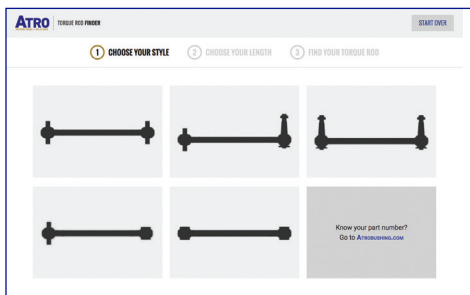 ATRO TORQUE ROD FINDER
START OVER
1 CHOOSE YOUR STYLE 2 CHOOSE YOUR LENGTH 3 FIND YOUR TORQUE ROD
Know your part number?
Go to ATROBUSHING.COM